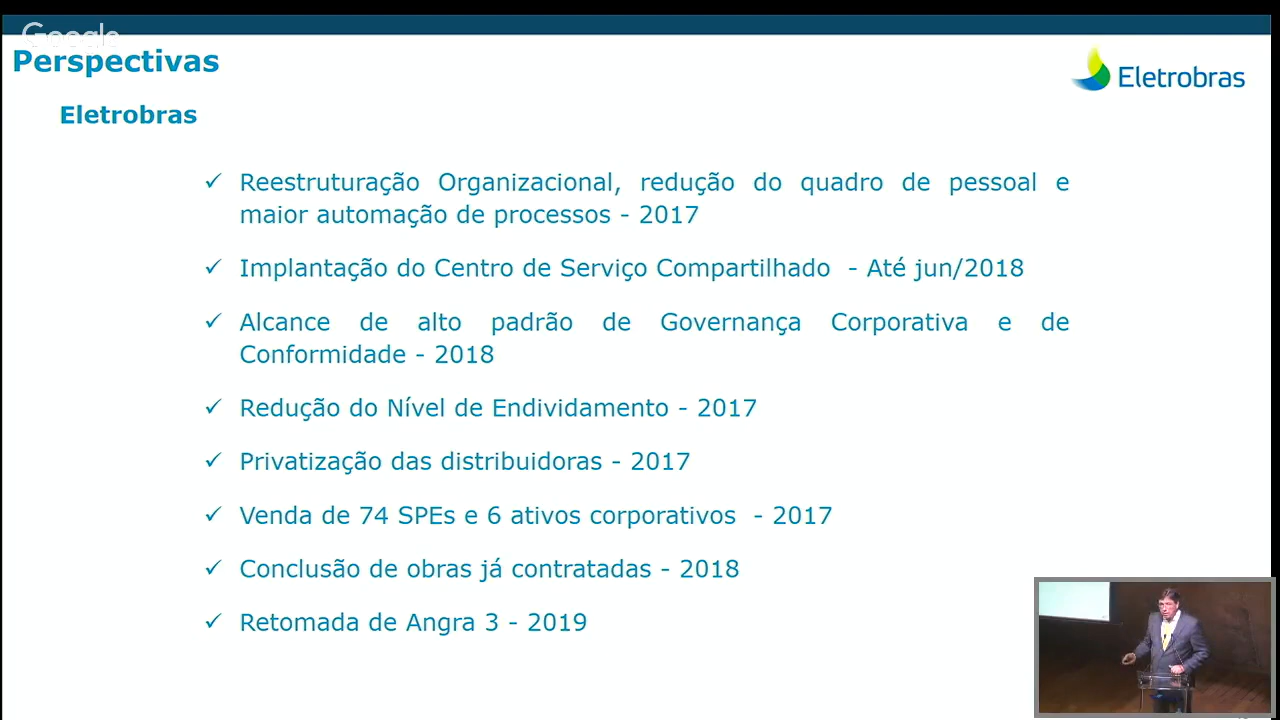 Google
Perspectivas
Eletrobras
Eletrobras
✓ Reestruturação Organizacional, redução do quadro de pessoal e
maior automação de processos - 2017
✓ Implantação do Centro de Serviço Compartilhado - Até jun/2018
✓ Alcance de alto padrão de Governança Corporativa e de
Conformidade - 2018
✓ Redução do Nível de Endividamento - 2017
✓ Privatização das distribuidoras - 2017
✓ Venda de 74 SPEs e 6 ativos corporativos - 2017
✓ Conclusão de obras já contratadas - 2018
✓ Retomada de Angra 3 - 2019